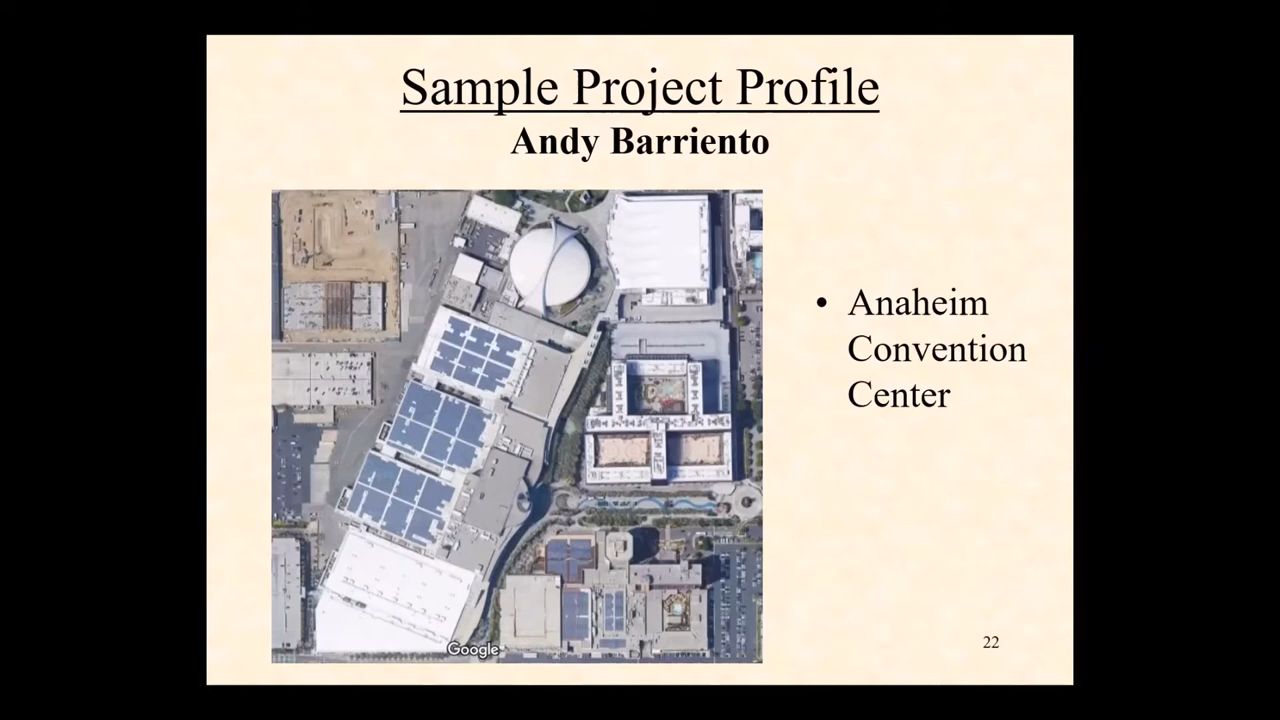 Sample Project Profile
Andy Barriento
• Anaheim
Convention
Center
Google
22